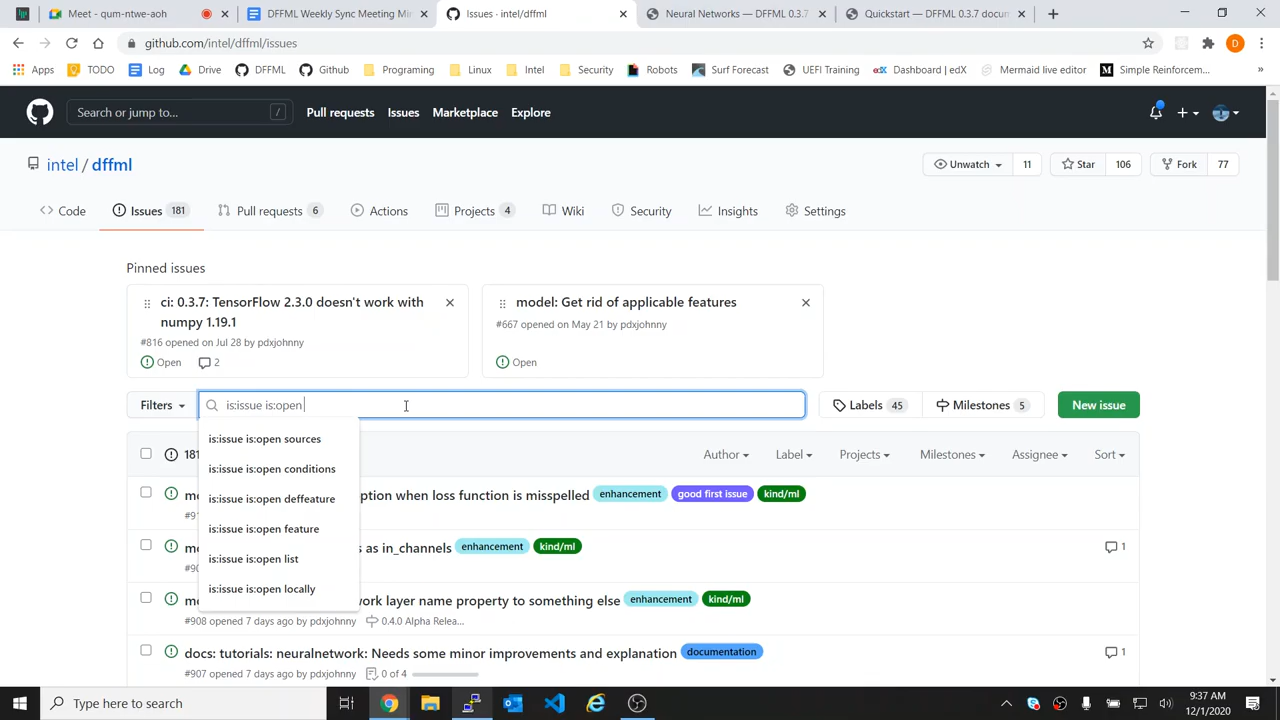 Meet - qum-ntwe-aoh
DFFML Weekly Sync Meeting Min
Issues · intel/dffml
Neural Networks — DFFML 0.3.7
Quickstart — DFFML 0.3.7 docum
github.com/intel/dffml/issues
D
Apps
TODO
Log
Drive
DFFML
Github
Programing
Linux
Intel
Security
Robots
Surf Forecast
UEFI Training
edX
Dashboard | edX
Mermaid live editor
M
Simple Reinforcem...
»
Search or jump to...
/
Pull requests
Issues
Marketplace
Explore
intel / dffml
Unwatch
11
Star
106
Fork
77
Code
Issues 181
Pull requests 6
Actions
Projects 4
Wiki
Security
Insights
Settings
Pinned issues
ci: 0.3.7: TensorFlow 2.3.0 doesn't work with
numpy 1.19.1
#816 opened on Jul 28 by pdxjohnny
Open
2
model: Get rid of applicable features
#667 opened on May 21 by pdxjohnny
Open
Filters
is:issue is:open
Labels 45
Milestones 5
New issue
is:issue is:open sources
is:issue is:open conditions
is:issue is:open deffeature
is:issue is:open feature
is:issue is:open list
is:issue is:open locally
181
Author
Label
Projects
Milestones
Assignee
Sort
ption when loss function is misspelled
enhancement
good first issue
kind/ml
s as in_channels
enhancement
kind/ml
1
ork layer name property to something else
enhancement
kind/ml
#908 opened 7 days ago by pdxjohnny
0.4.0 Alpha Relea...
docs: tutorials: neuralnetwork: Needs some minor improvements and explanation
documentation
1
#907 opened 7 days ago by pdxjohnny
0 of 4
Type here to search
9:37 AM
12/1/2020